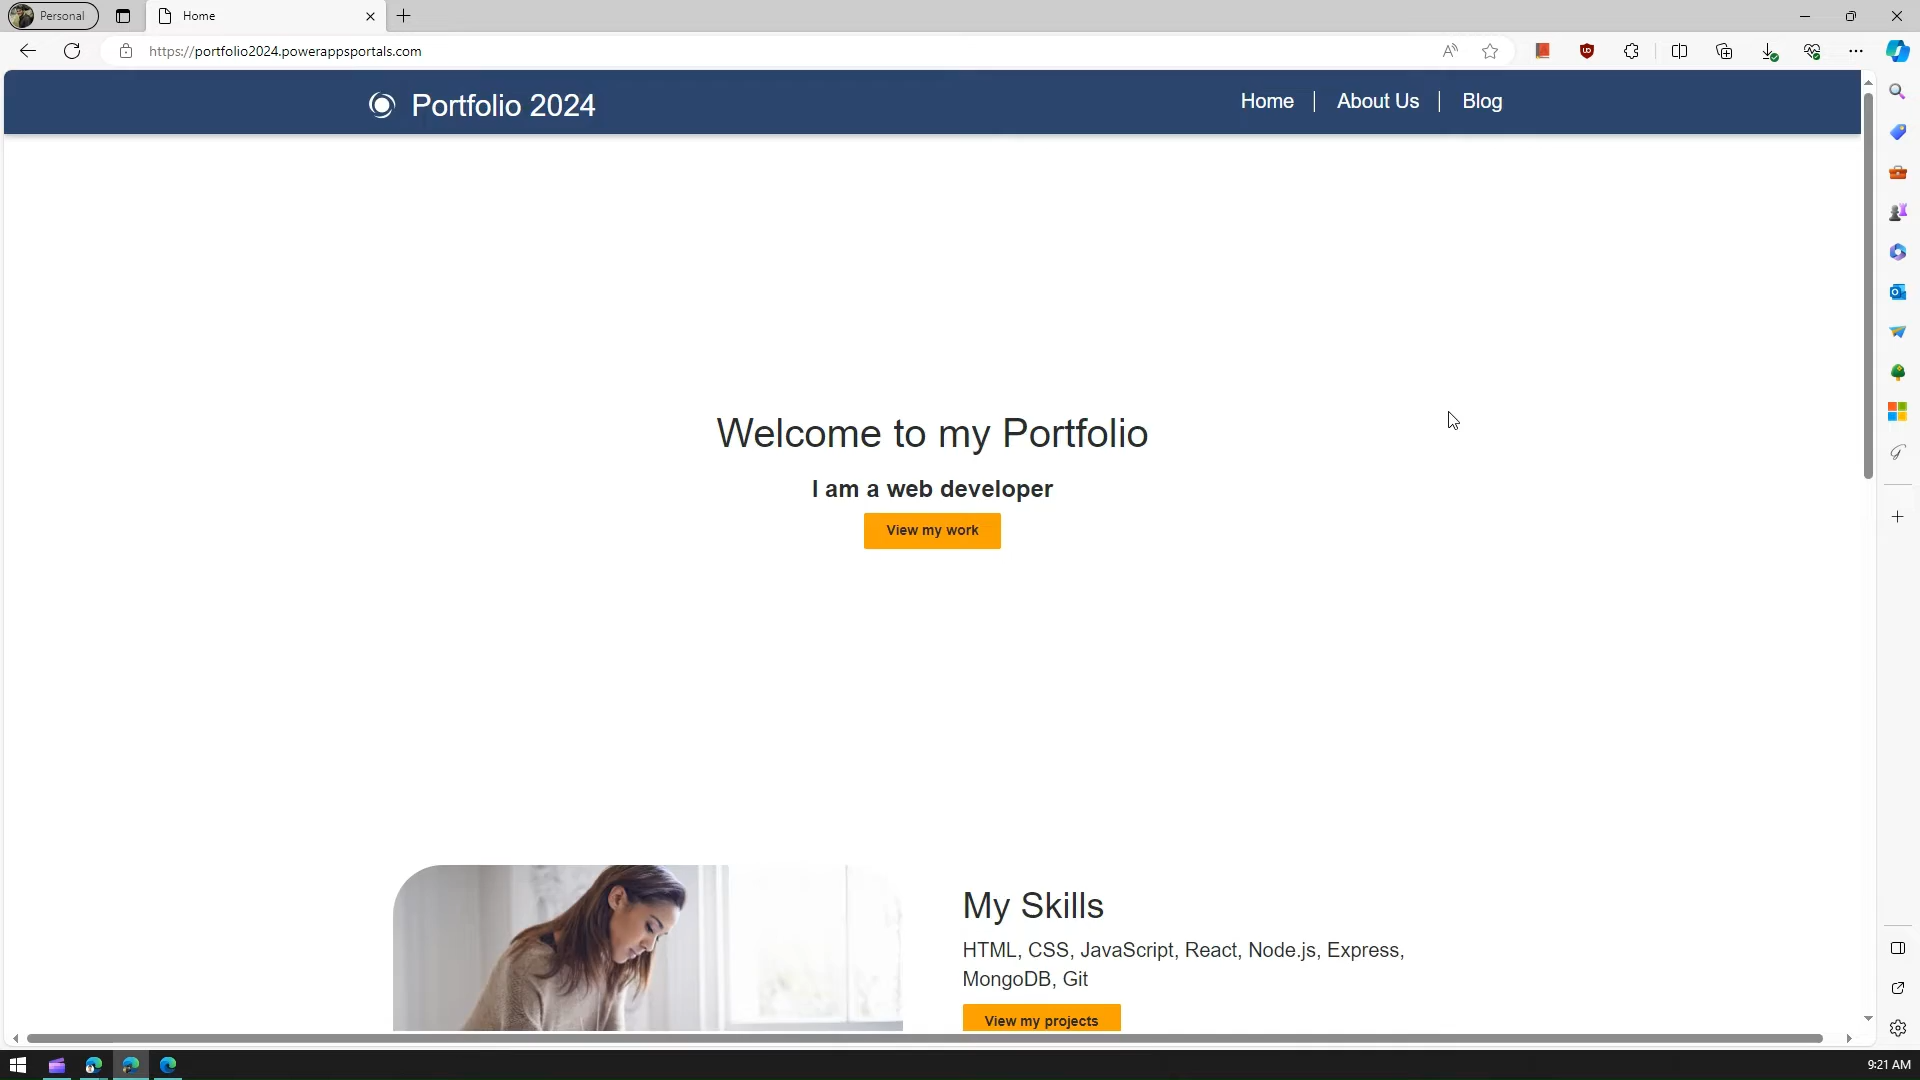 Personal
Home
https://portfolio2024.powerappsportals.com
Portfolio 2024
Home
About Us
Blog
Welcome to my Portfolio
I am a web developer
View my work
My Skills
HTML, CSS, JavaScript, React, Node.js, Express,
MongoDB, Git
View my projects
9:21 AM